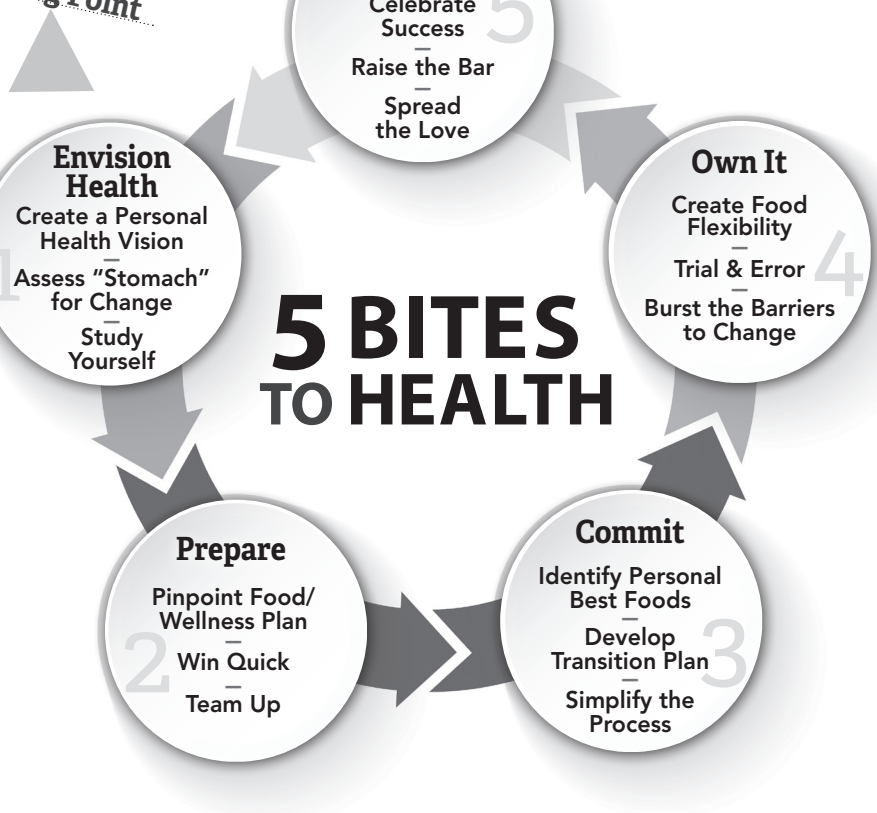 Point
Celebrate
Success
Raise the Bar
Spread
the Love
5
Envision
Health
Create a Personal
Health Vision
Assess “Stomach”
for Change
Study
Yourself
1
Own It
Create Food
Flexibility
Trial & Error
Burst the Barriers
to Change
4
5 BITES
TO HEALTH
Prepare
Pinpoint Food/
Wellness Plan
Win Quick
Team Up
2
Commit
Identify Personal
Best Foods
Develop
Transition Plan
Simplify the
Process
3